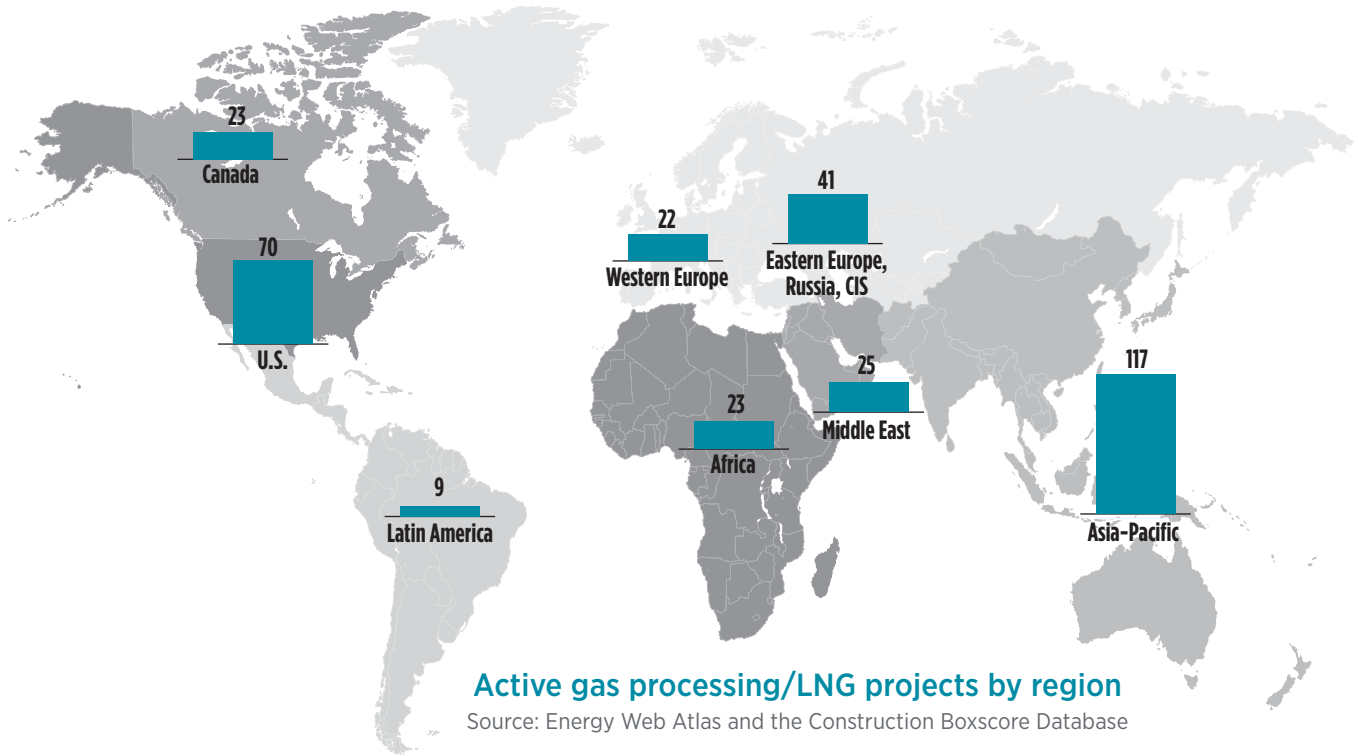 23
Canada
70
U.S.
9
Latin America
22
Western Europe
41
Eastern Europe,
Russia, CIS
25
Middle East
23
Africa
117
Asia-Pacific
Active gas processing/LNG projects by region
Source: Energy Web Atlas and the Construction Boxscore Database